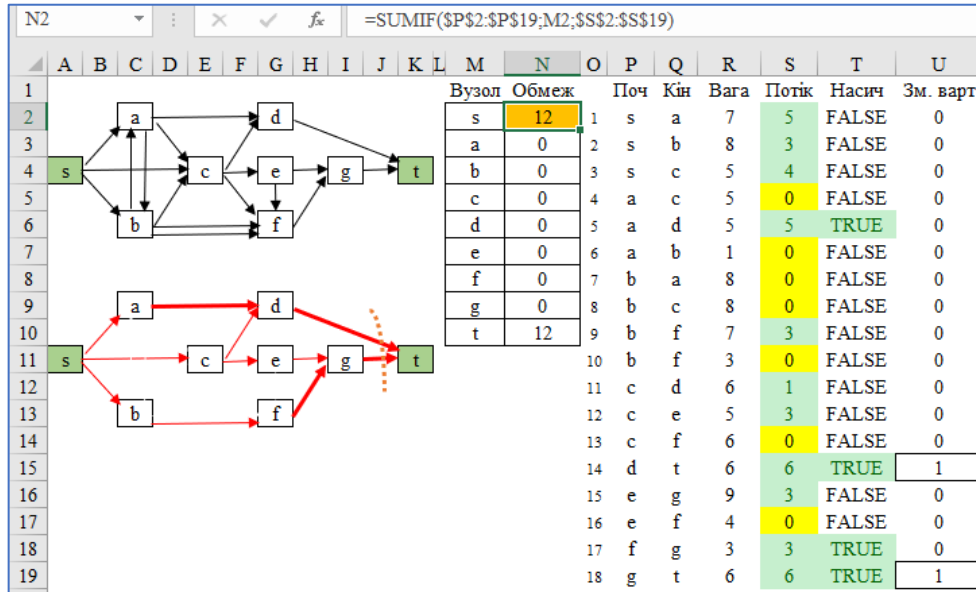 N2 fx =SUMIF($P$2:$P$19;M2;$S$2:$S$19)
A B C D E F G H I J K L M N O P Q R S T U
1 Вузол Обмеж Поч Кін Вага Потік Насич Зм. варт
2 a d s 12 1 s a 7 5 FALSE 0
3 a 0 2 s b 8 3 FALSE 0
4 s c e g t b 0 3 s c 5 4 FALSE 0
5 c 0 4 a c 5 0 FALSE 0
6 b f d 0 5 a d 5 5 TRUE 0
7 e 0 6 a b 1 0 FALSE 0
8 f 0 7 b a 8 0 FALSE 0
9 a d g 0 8 b c 8 0 FALSE 0
10 t 12 9 b f 7 3 FALSE 0
11 s c e g t 10 b f 3 0 FALSE 0
12 11 c d 6 1 FALSE 0
13 b f 12 c e 5 3 FALSE 0
14 13 c f 6 0 FALSE 0
15 14 d t 6 6 TRUE 1
16 15 e g 9 3 FALSE 0
17 16 e f 4 0 FALSE 0
18 17 f g 3 3 TRUE 0
19 18 g t 6 6 TRUE 1